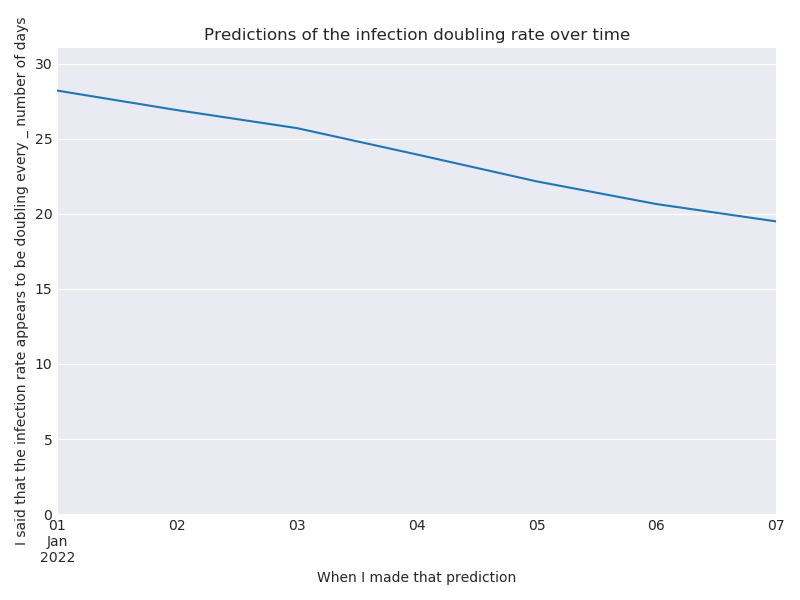 Predictions of the infection doubling rate over time
I said that the infection rate appears to be doubling every _ number of days
30
25
20
15
10
5
0
01 02 03 04 05 06 07
Jan
2022
When I made that prediction